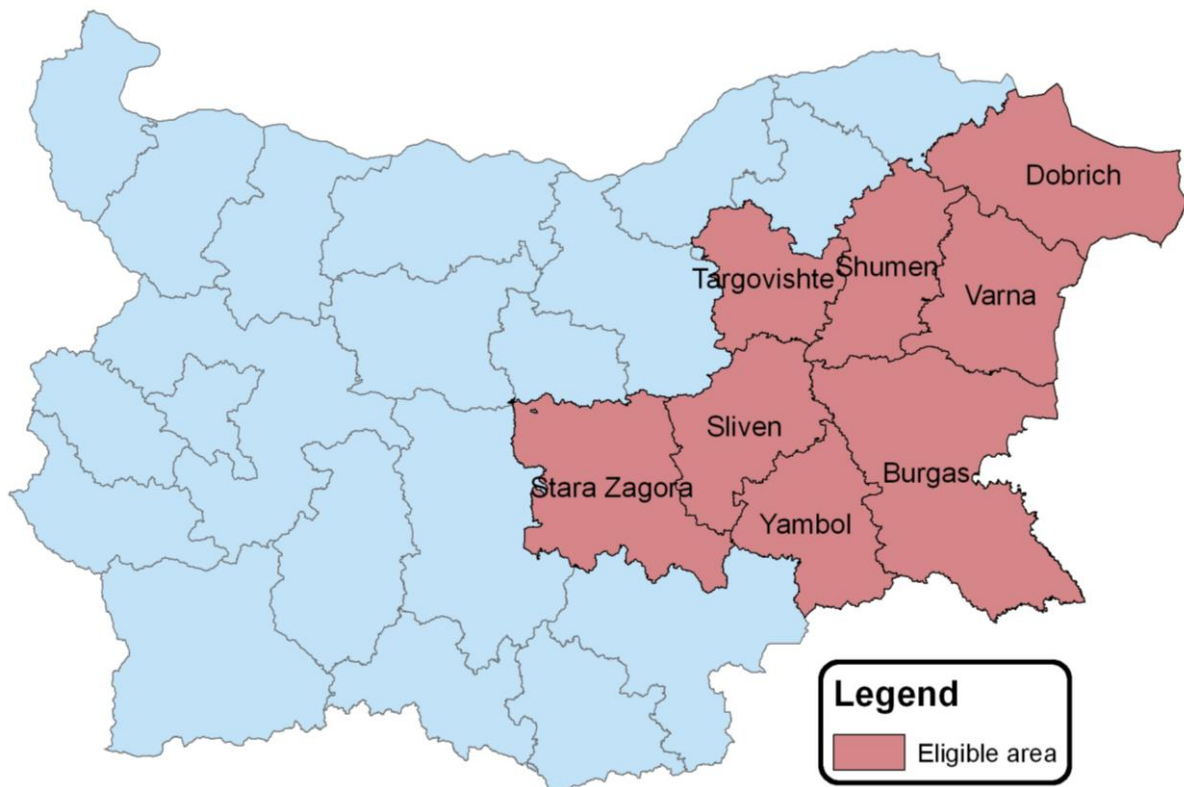 Dobrich
Shumen
Targovishte
Varna
Sliven
Burgas
Stara Zagora
Yambol
Legend
Eligible area